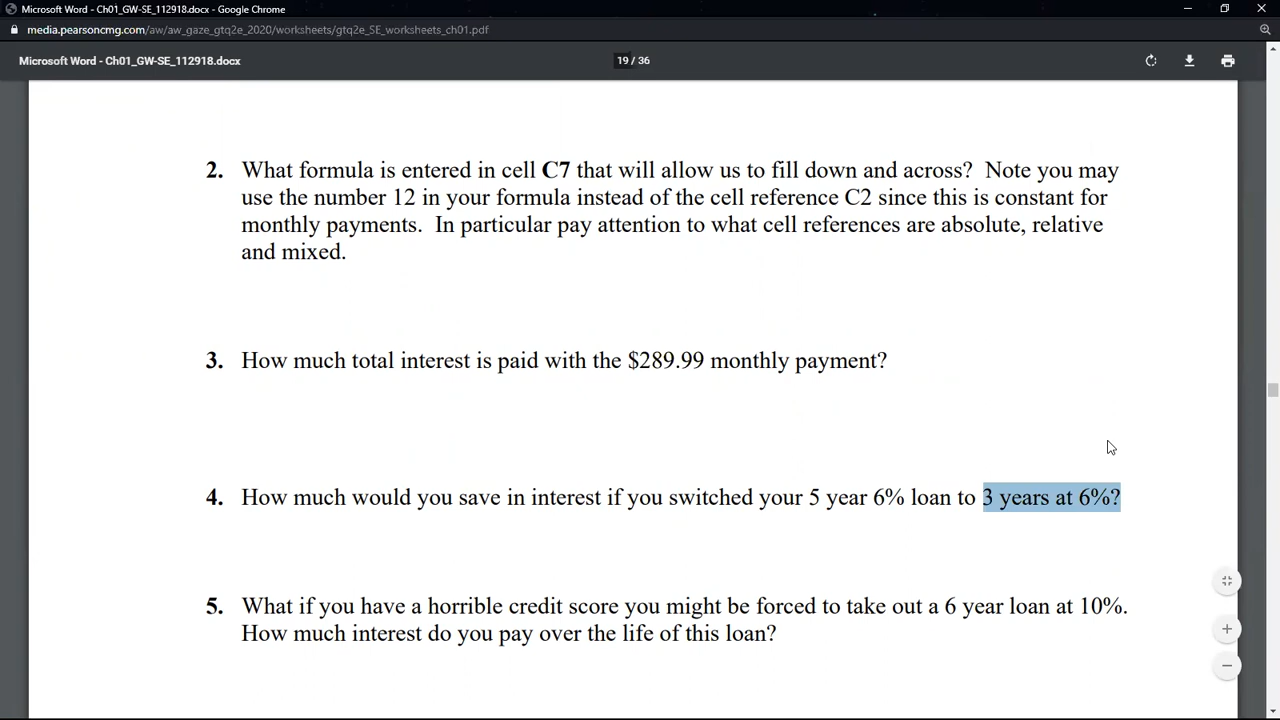 Microsoft Word - Ch01_GW-SE_112918.docx - Google Chrome
media.pearsoncmg.com/aw/aw_gaze_gtq2e_2020/worksheets/gtq2e_SE_worksheets_ch01.pdf
Microsoft Word - Ch01_GW-SE_112918.docx
19 / 36
2. What formula is entered in cell C7 that will allow us to fill down and across? Note you may
use the number 12 in your formula instead of the cell reference C2 since this is constant for
monthly payments. In particular pay attention to what cell references are absolute, relative
and mixed.
3. How much total interest is paid with the $289.99 monthly payment?
4. How much would you save in interest if you switched your 5 year 6% loan to 3 years at 6%?
5. What if you have a horrible credit score you might be forced to take out a 6 year loan at 10%.
How much interest do you pay over the life of this loan?